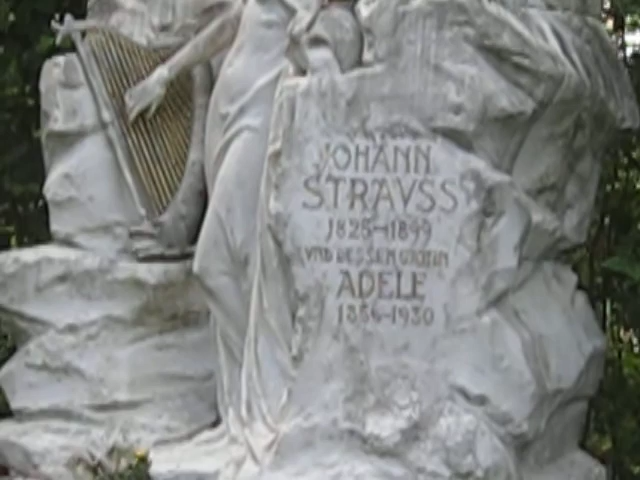 JOHANN
STRAVSS
1825–1899
VND DESSEN GATTIN
ADELE
1856–1930